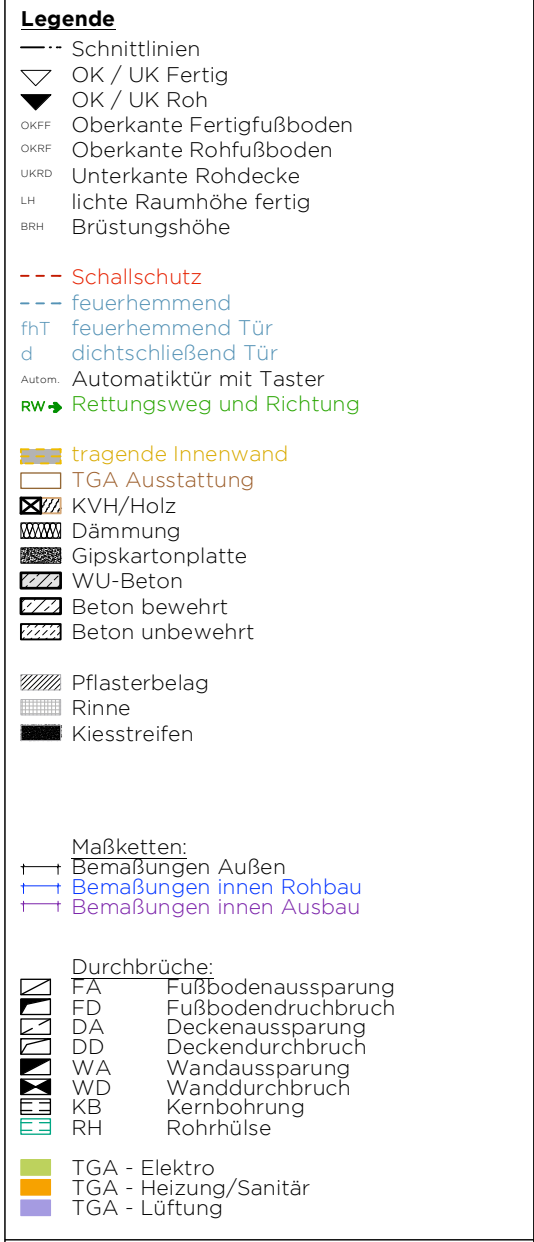 Legende
Schnittlinien
OK / UK Fertig
OK / UK Roh
OKFF Oberkante Fertigfußboden
OKRF Oberkante Rohfußboden
UKRD Unterkante Rohdecke
LH lichte Raumhöhe fertig
BRH Brüstungshöhe
Schallschutz
feuerhemmend
fhT feuerhemmend Tür
d dichtschließend Tür
Autom. Automatiktür mit Taster
RW Rettungsweg und Richtung
tragende Innenwand
TGA Ausstattung
KVH/Holz
Dämmung
Gipskartonplatte
WU-Beton
Beton bewehrt
Beton unbewehrt
Pflasterbelag
Rinne
Kiesstreifen
Maßketten:
Bemaßungen Außen
Bemaßungen innen Rohbau
Bemaßungen innen Ausbau
Durchbrüche:
FA Fußbodenaussparung
FD Fußbodendruchbruch
DA Deckenaussparung
DD Deckendurchbruch
WA Wandaussparung
WD Wanddurchbruch
KB Kernbohrung
RH Rohrhülse
TGA - Elektro
TGA - Heizung/Sanitär
TGA - Lüftung